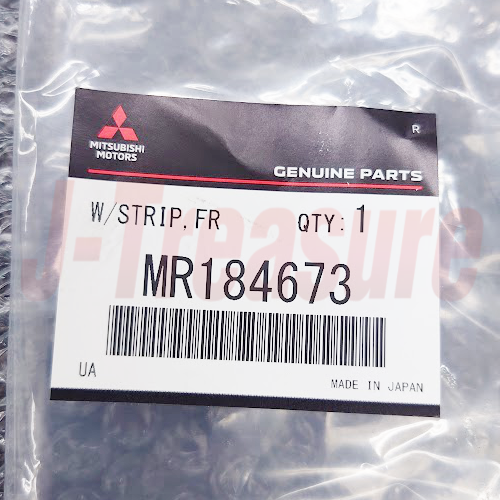 R
MITSUBISHI
MOTORS
GENUINE PARTS
W/STRIP,FR QTY: 1
MR184673
UA
MADE IN JAPAN
J-Treasure